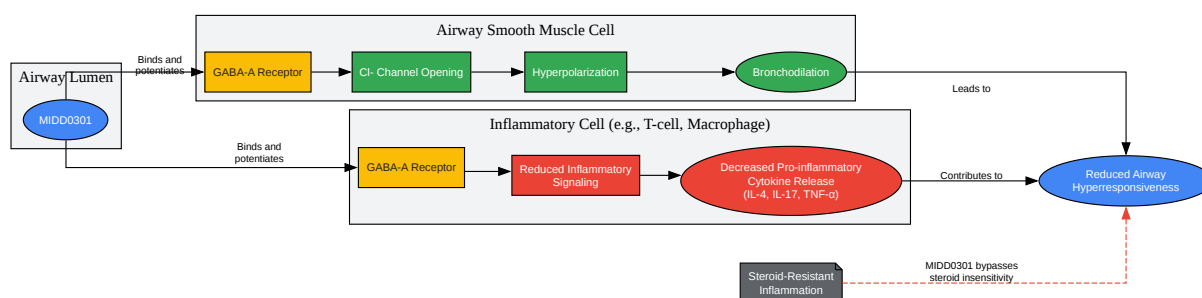 Airway Smooth Muscle Cell
Binds and
potentiates
GABA-A Receptor
Cl- Channel Opening
Hyperpolarization
Bronchodilation
Airway Lumen
MIDD0301
Leads to
Inflammatory Cell (e.g., T-cell, Macrophage)
Binds and
potentiates
GABA-A Receptor
Reduced Inflammatory
Signaling
Decreased Pro-inflammatory
Cytokine Release
(IL-4, IL-17, TNF-α)
Contributes to
Reduced Airway
Hyperresponsiveness
Steroid-Resistant
Inflammation
MIDD0301 bypasses
steroid insensitivity